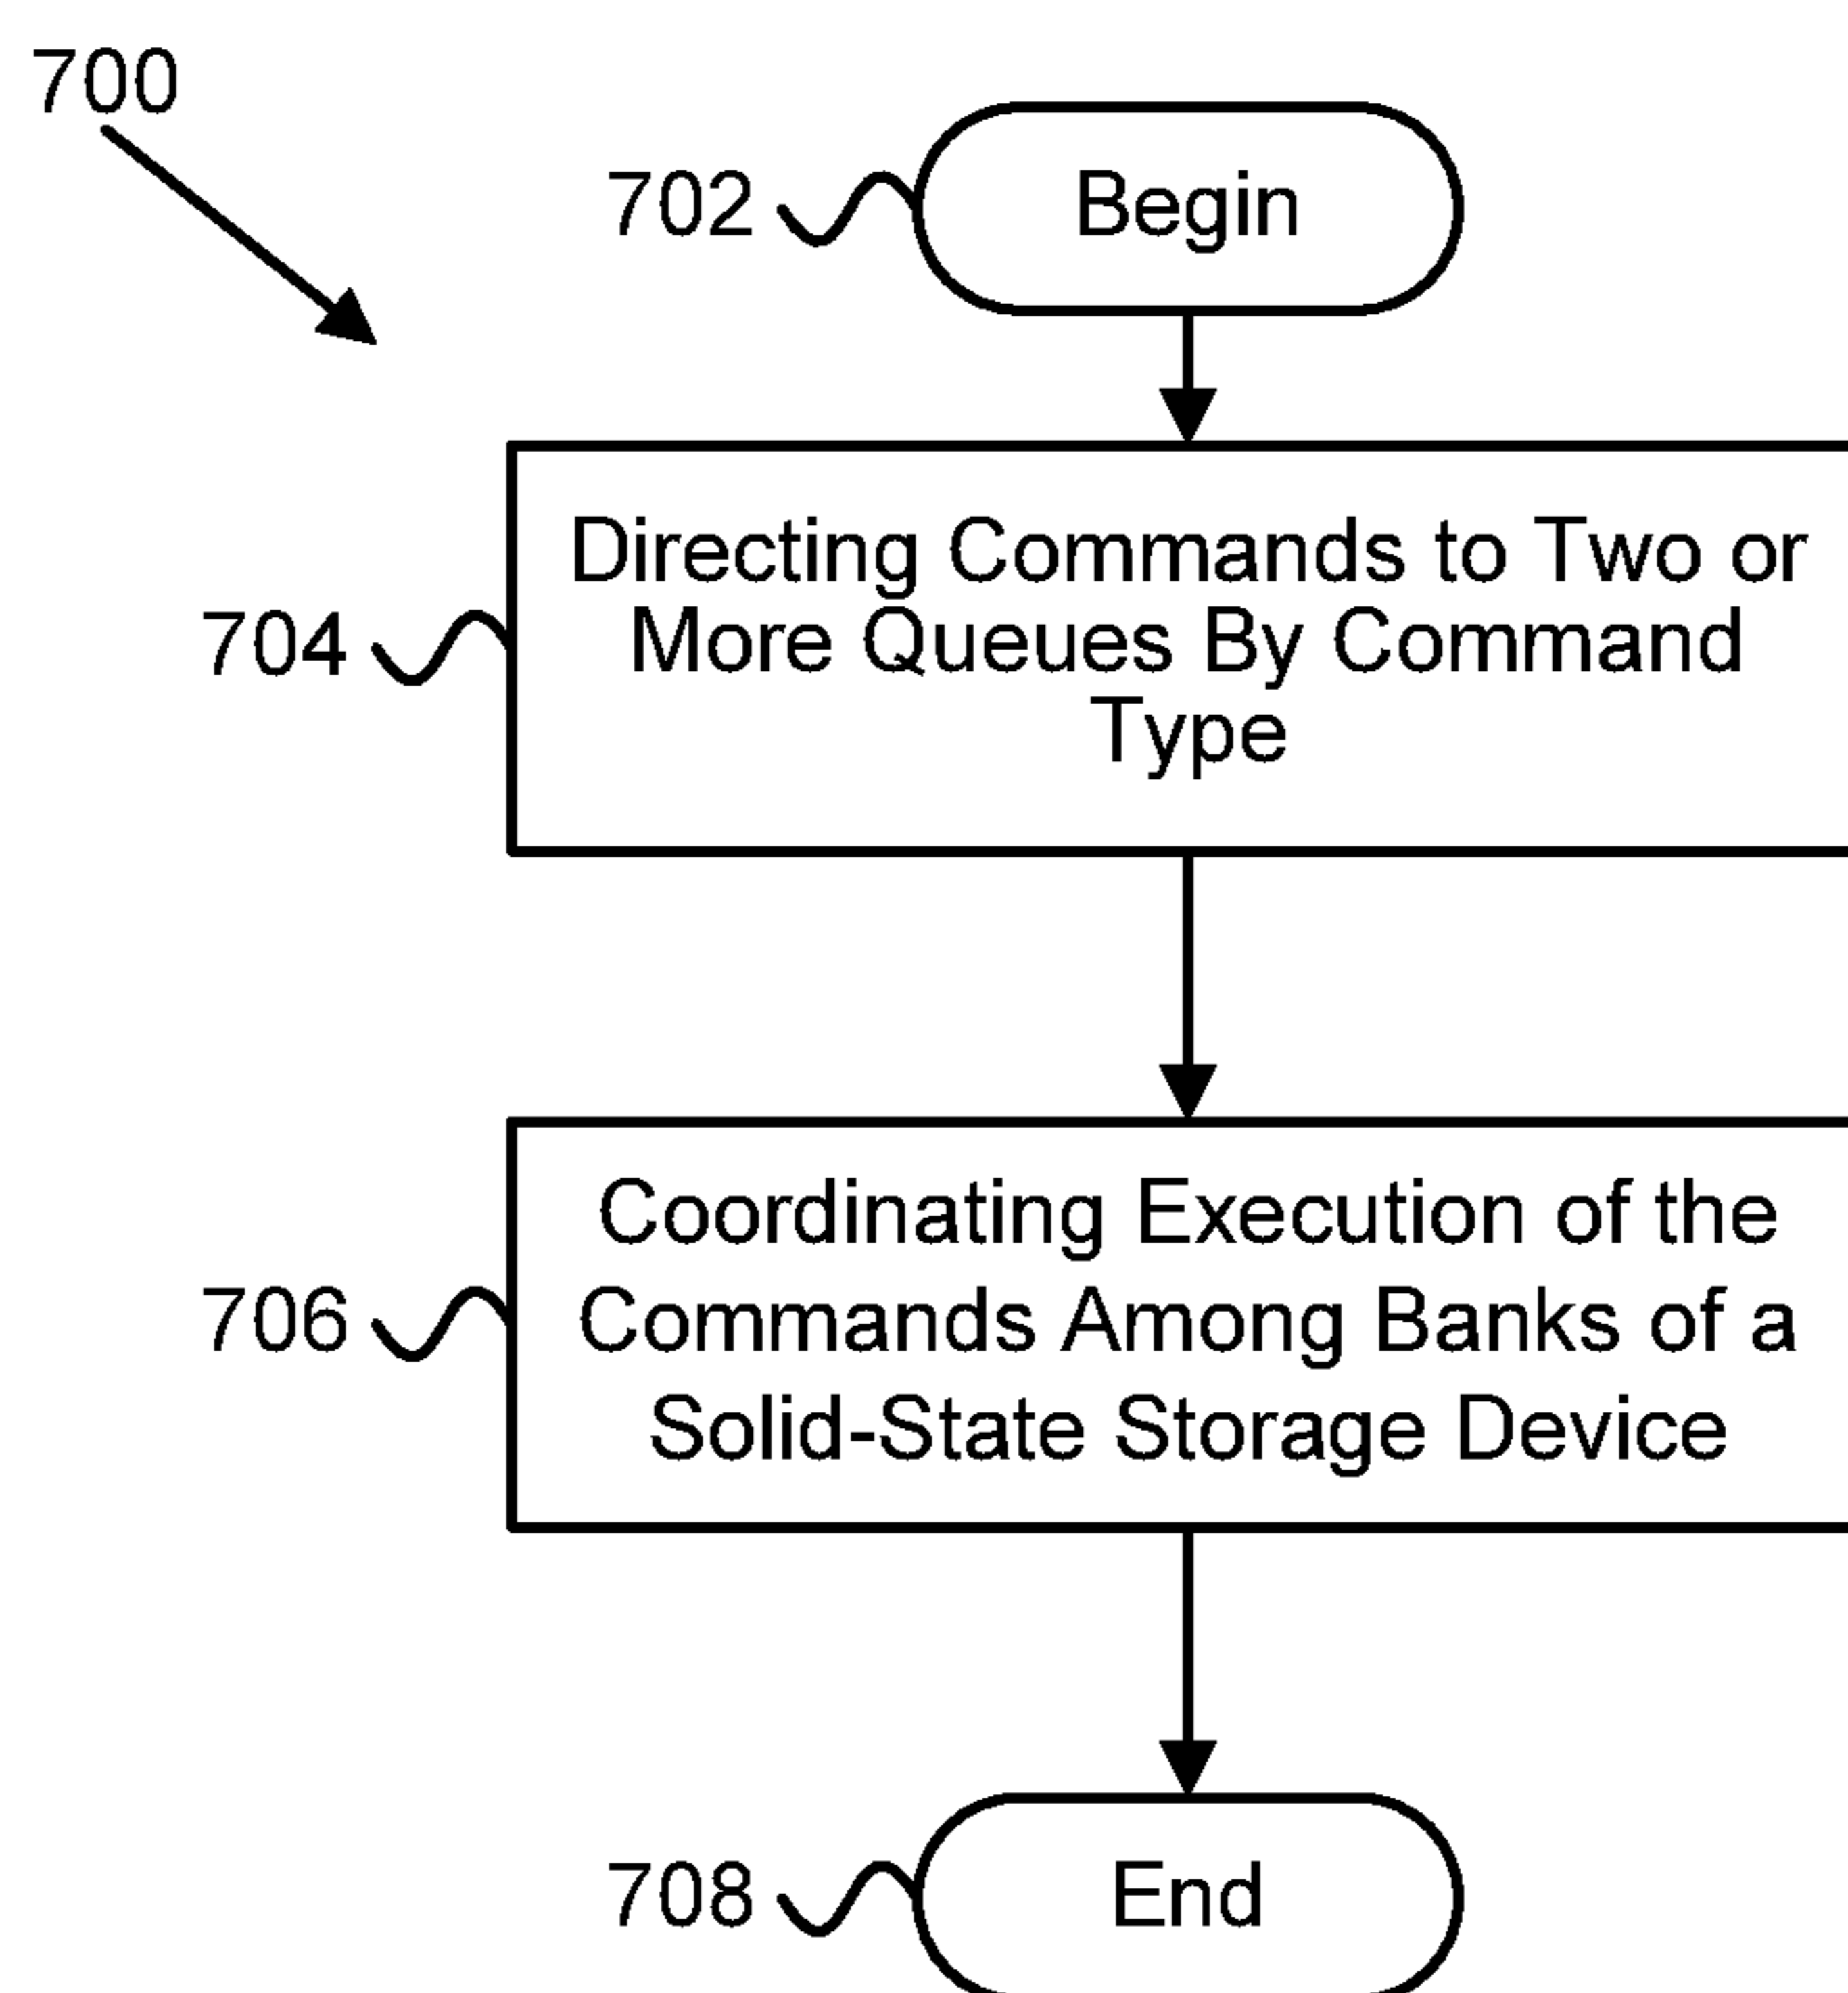 700
702
Begin
Directing Commands to Two or
More Queues By Command
Type
704
Coordinating Execution of the
Commands Among Banks of a
Solid-State Storage Device
706
708
End